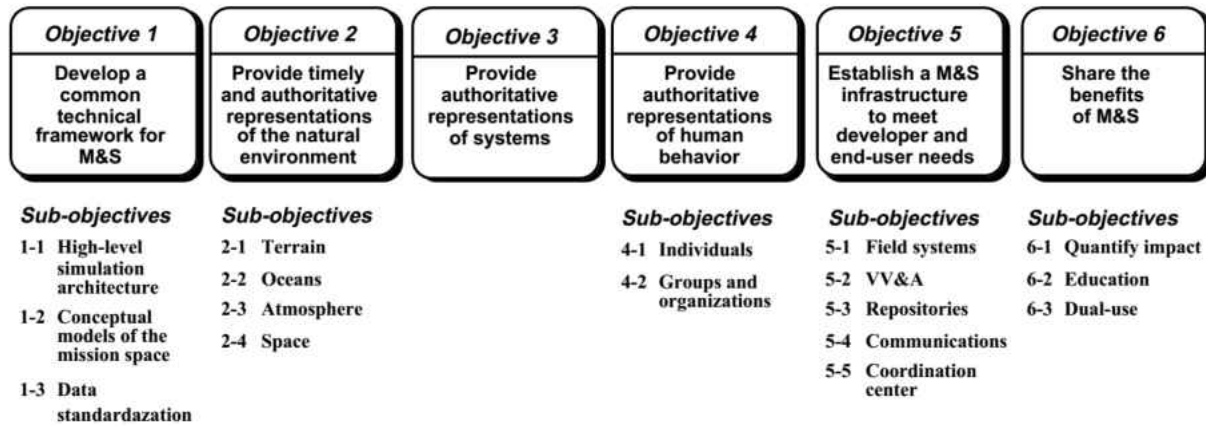 Objective 1
Develop a
common
technical
framework for
M&S
Objective 2
Provide timely
and authoritative
representations
of the natural
environment
Objective 3
Provide
authoritative
representations
of systems
Objective 4
Provide
authoritative
representations
of human
behavior
Objective 5
Establish a M&S
infrastructure
to meet
developer and
end-user needs
Objective 6
Share the
benefits
of M&S
Sub-objectives
1-1 High-level
simulation
architecture
1-2 Conceptual
models of the
mission space
1-3 Data
standardazation
Sub-objectives
2-1 Terrain
2-2 Oceans
2-3 Atmosphere
2-4 Space
Sub-objectives
4-1 Individuals
4-2 Groups and
organizations
Sub-objectives
5-1 Field systems
5-2 VV&A
5-3 Repositories
5-4 Communications
5-5 Coordination
center
Sub-objectives
6-1 Quantify impact
6-2 Education
6-3 Dual-use